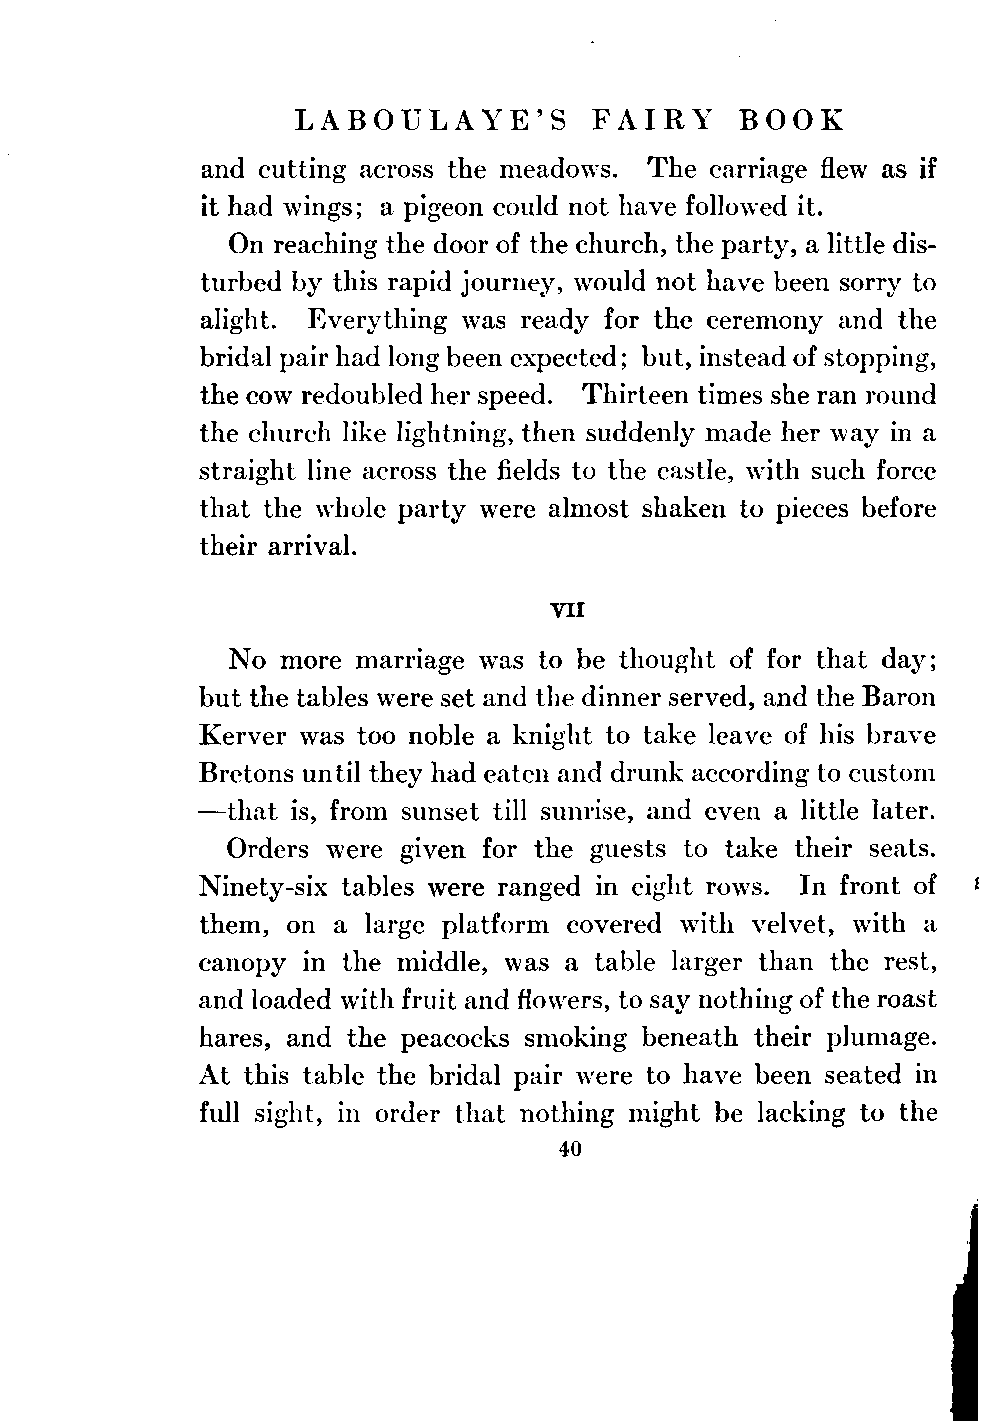 LABOULAYE'S FAIRY BOOK
and cutting across the meadows. The carriage flew as if
it had wings; a pigeon could not have followed it.
On reaching the door of the church, the party, a little dis-
turbed by this rapid journey, would not have been sorry to
alight. Everything was ready for the ceremony and the
bridal pair had long been expected; but, instead of stopping,
the cow redoubled her speed. Thirteen times she ran round
the church like lightning, then suddenly made her way in a
straight line across the fields to the castle, with such force
that the whole party were almost shaken to pieces before
their arrival.
VII
No more marriage was to be thought of for that day;
but the tables were set and the dinner served, and the Baron
Kerver was too noble a knight to take leave of his brave
Bretons until they had eaten and drunk according to custom
—that is, from sunset till sunrise, and even a little later.
Orders were given for the guests to take their seats.
Ninety-six tables were ranged in eight rows. In front of
them, on a large platform covered with velvet, with a
canopy in the middle, was a table larger than the rest,
and loaded with fruit and flowers, to say nothing of the roast
hares, and the peacocks smoking beneath their plumage.
At this table the bridal pair were to have been seated in
full sight, in order that nothing might be lacking to the
40